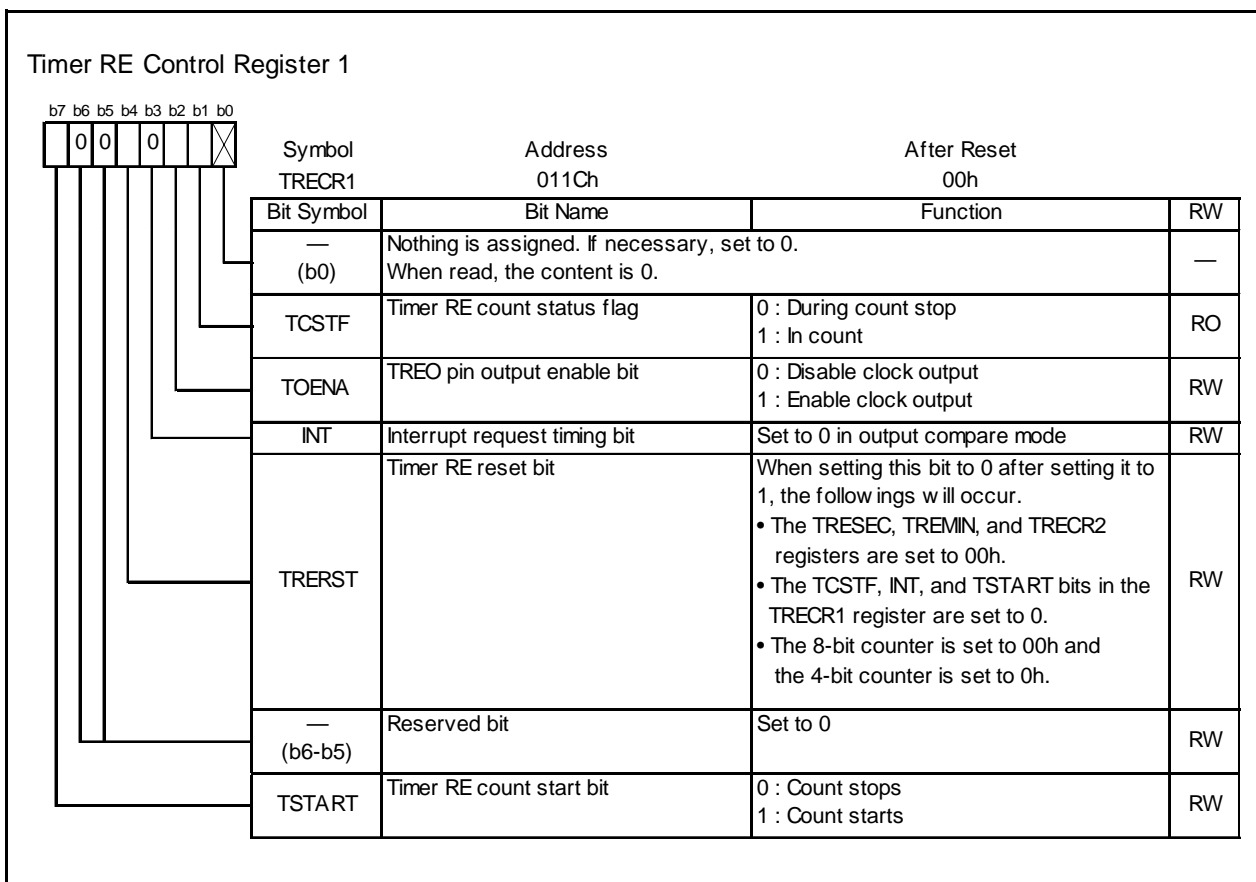 Timer RE Control Register 1
b7 b6 b5 b4 b3 b2 b1 b0
0 0 0
Symbol Address After Reset
TRECR1 011Ch 00h
Bit Symbol Bit Name Function RW
—
(b0)
Nothing is assigned. If necessary, set to 0.
When read, the content is 0.
—
TCSTF
Timer RE count status flag
0 : During count stop
1 : In count
RO
TOENA
TREO pin output enable bit
0 : Disable clock output
1 : Enable clock output
RW
INT Interrupt request timing bit Set to 0 in output compare mode RW
TRERST
Timer RE reset bit
When setting this bit to 0 after setting it to
1, the followings will occur.
• The TRESEC, TREMIN, and TRECR2
registers are set to 00h.
• The TCSTF, INT, and TSTART bits in the
TRECR1 register are set to 0.
• The 8-bit counter is set to 00h and
the 4-bit counter is set to 0h.
RW
—
(b6-b5)
Reserved bit
Set to 0
RW
TSTART
Timer RE count start bit
0 : Count stops
1 : Count starts
RW